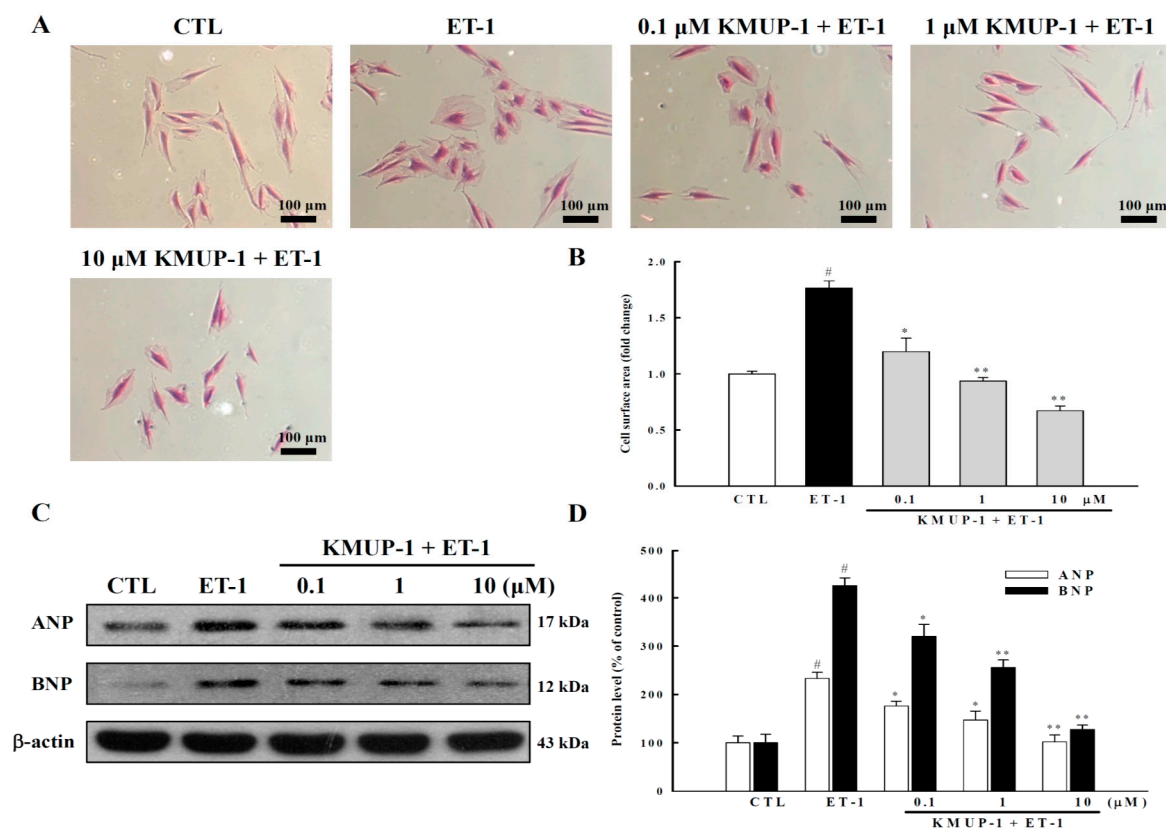 A
CTL
ET-1
0.1 μM KMUP-1 + ET-1
1 μM KMUP-1 + ET-1
100 μm
100 μm
100 μm
100 μm
10 μM KMUP-1 + ET-1
100 μm
B
Cell surface area (fold change)
2.0
1.5
1.0
0.5
0.0
#
*
**
**
CTL
ET-1
0.1
1
10 μM
KMUP-1 + ET-1
C
KMUP-1 + ET-1
CTL
ET-1
0.1
1
10 (μM)
ANP
17 kDa
BNP
12 kDa
β-actin
43 kDa
D
Protein level (% of control)
500
400
300
200
100
0
ANP
BNP
#
#
*
*
*
**
**
**
CTL
ET-1
0.1
1
10
(μM)
KMUP-1 + ET-1